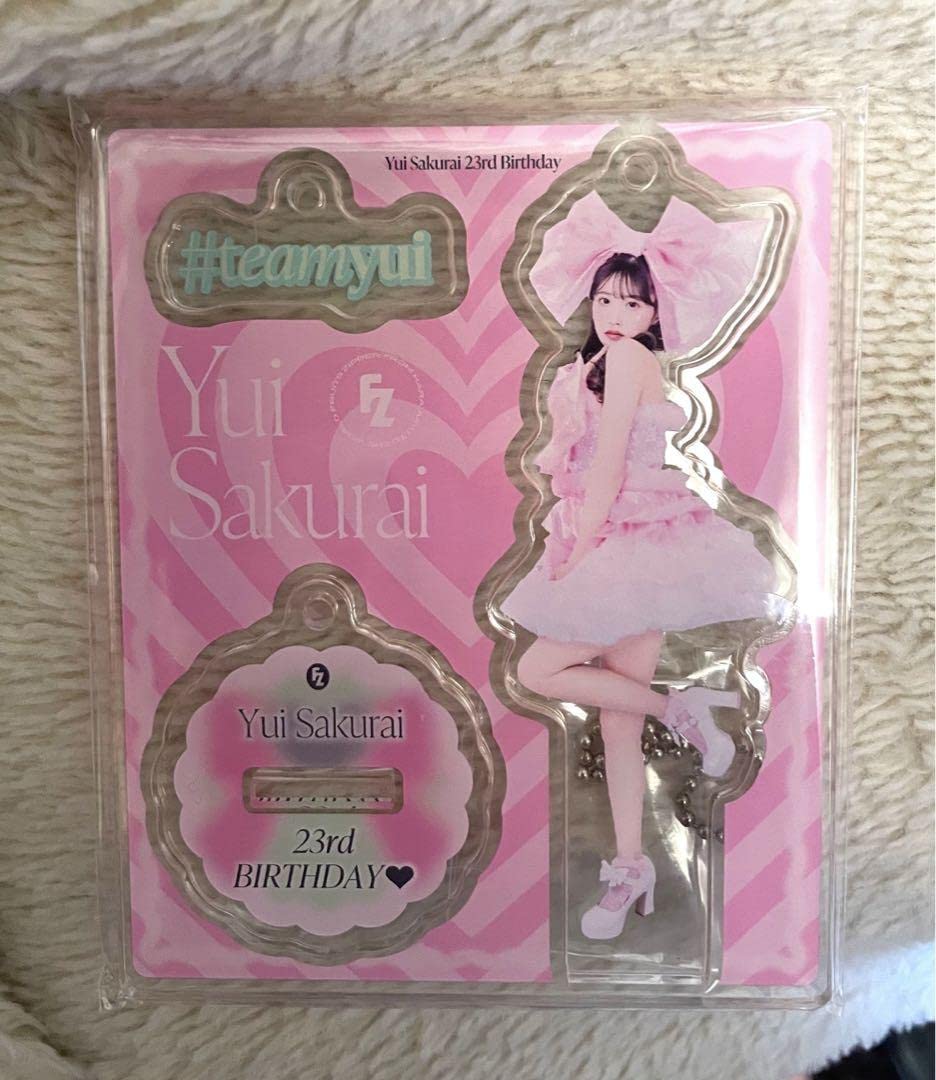 Yui Sakurai 23rd Birthday
#teamyui
Yui
FZ
Sakurai
FZ
Yui Sakurai
23rd
BIRTHDAY♥